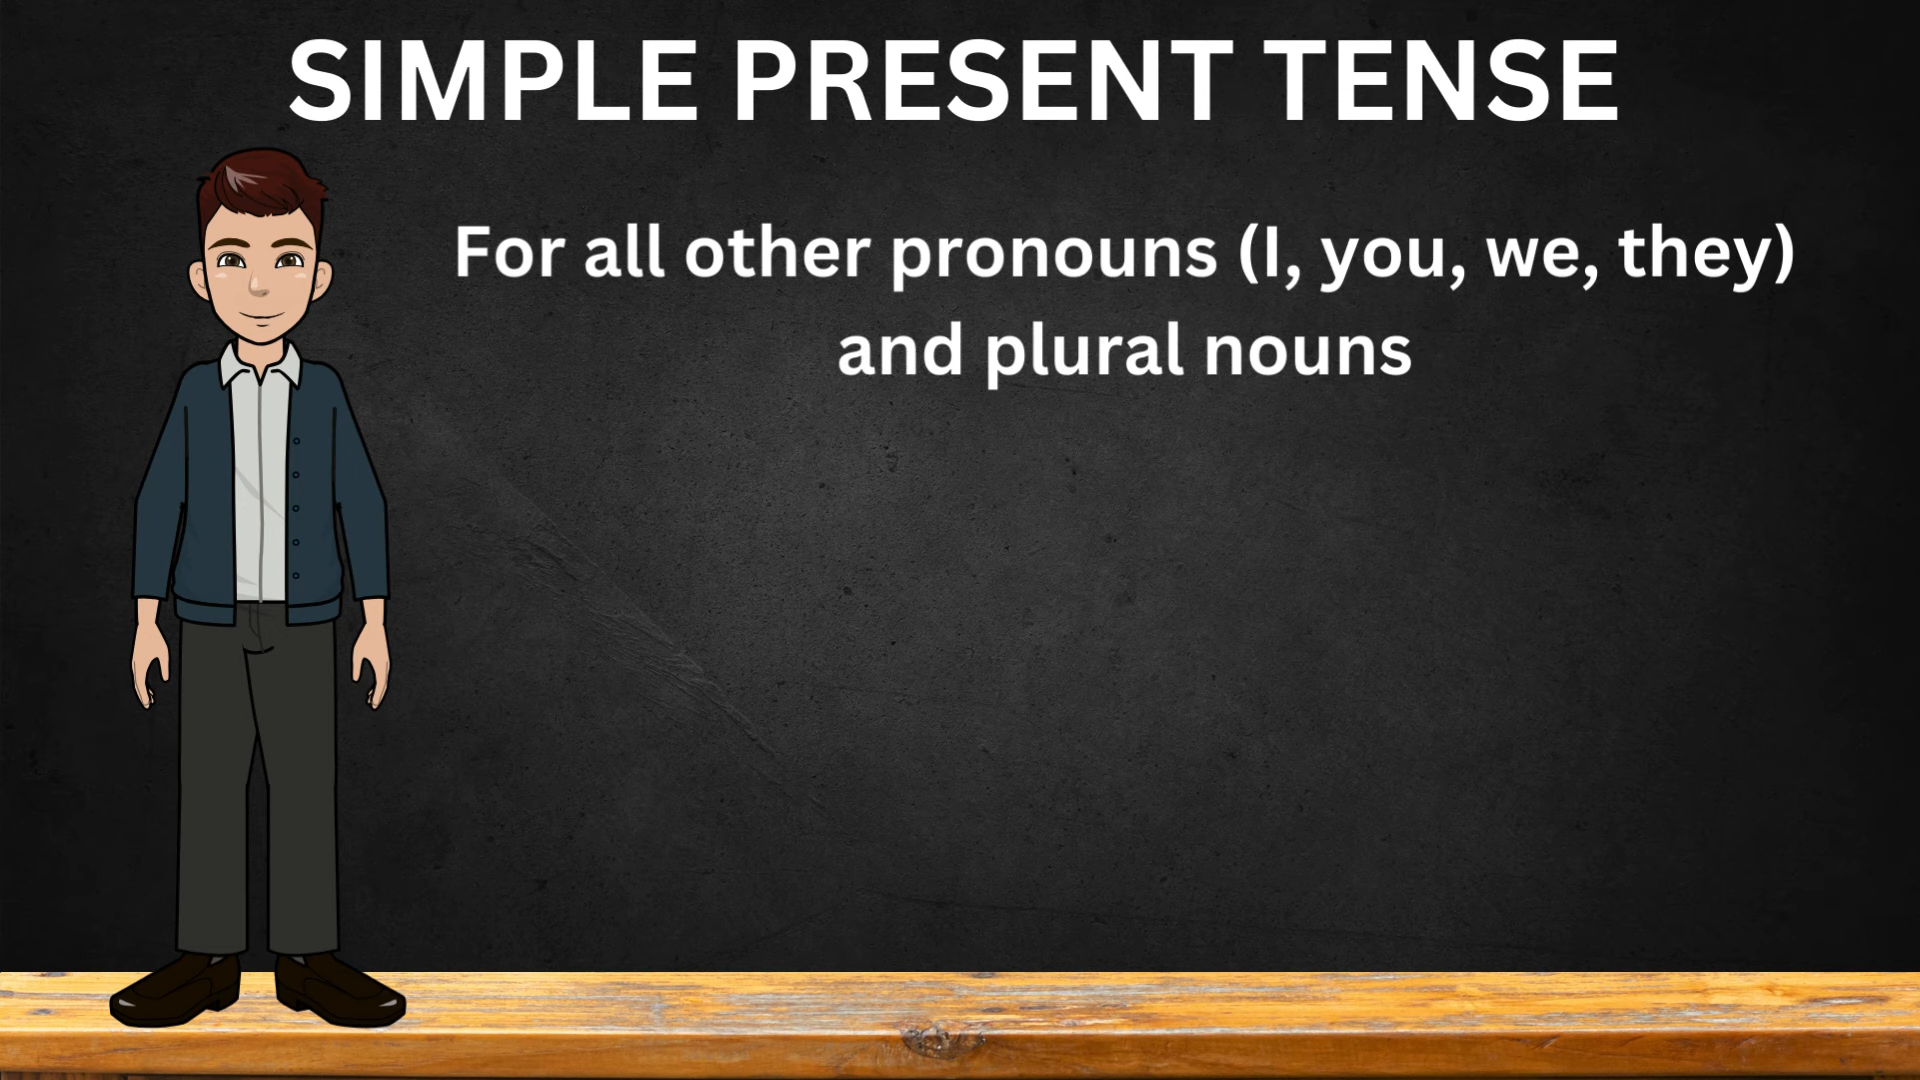 SIMPLE PRESENT TENSE
For all other pronouns (I, you, we, they)
and plural nouns